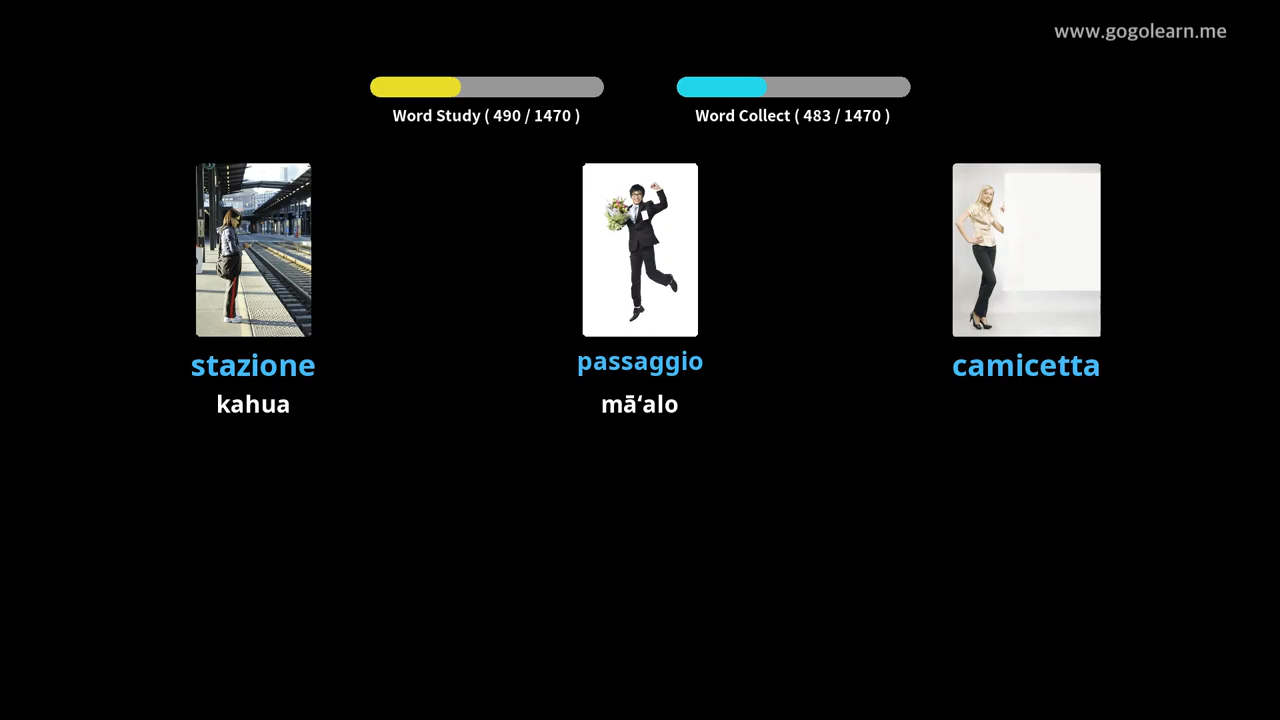 www.gogolearn.me
Word Study ( 490 / 1470 )
Word Collect ( 483 / 1470 )
stazione
kahua
passaggio
māʻalo
camicetta